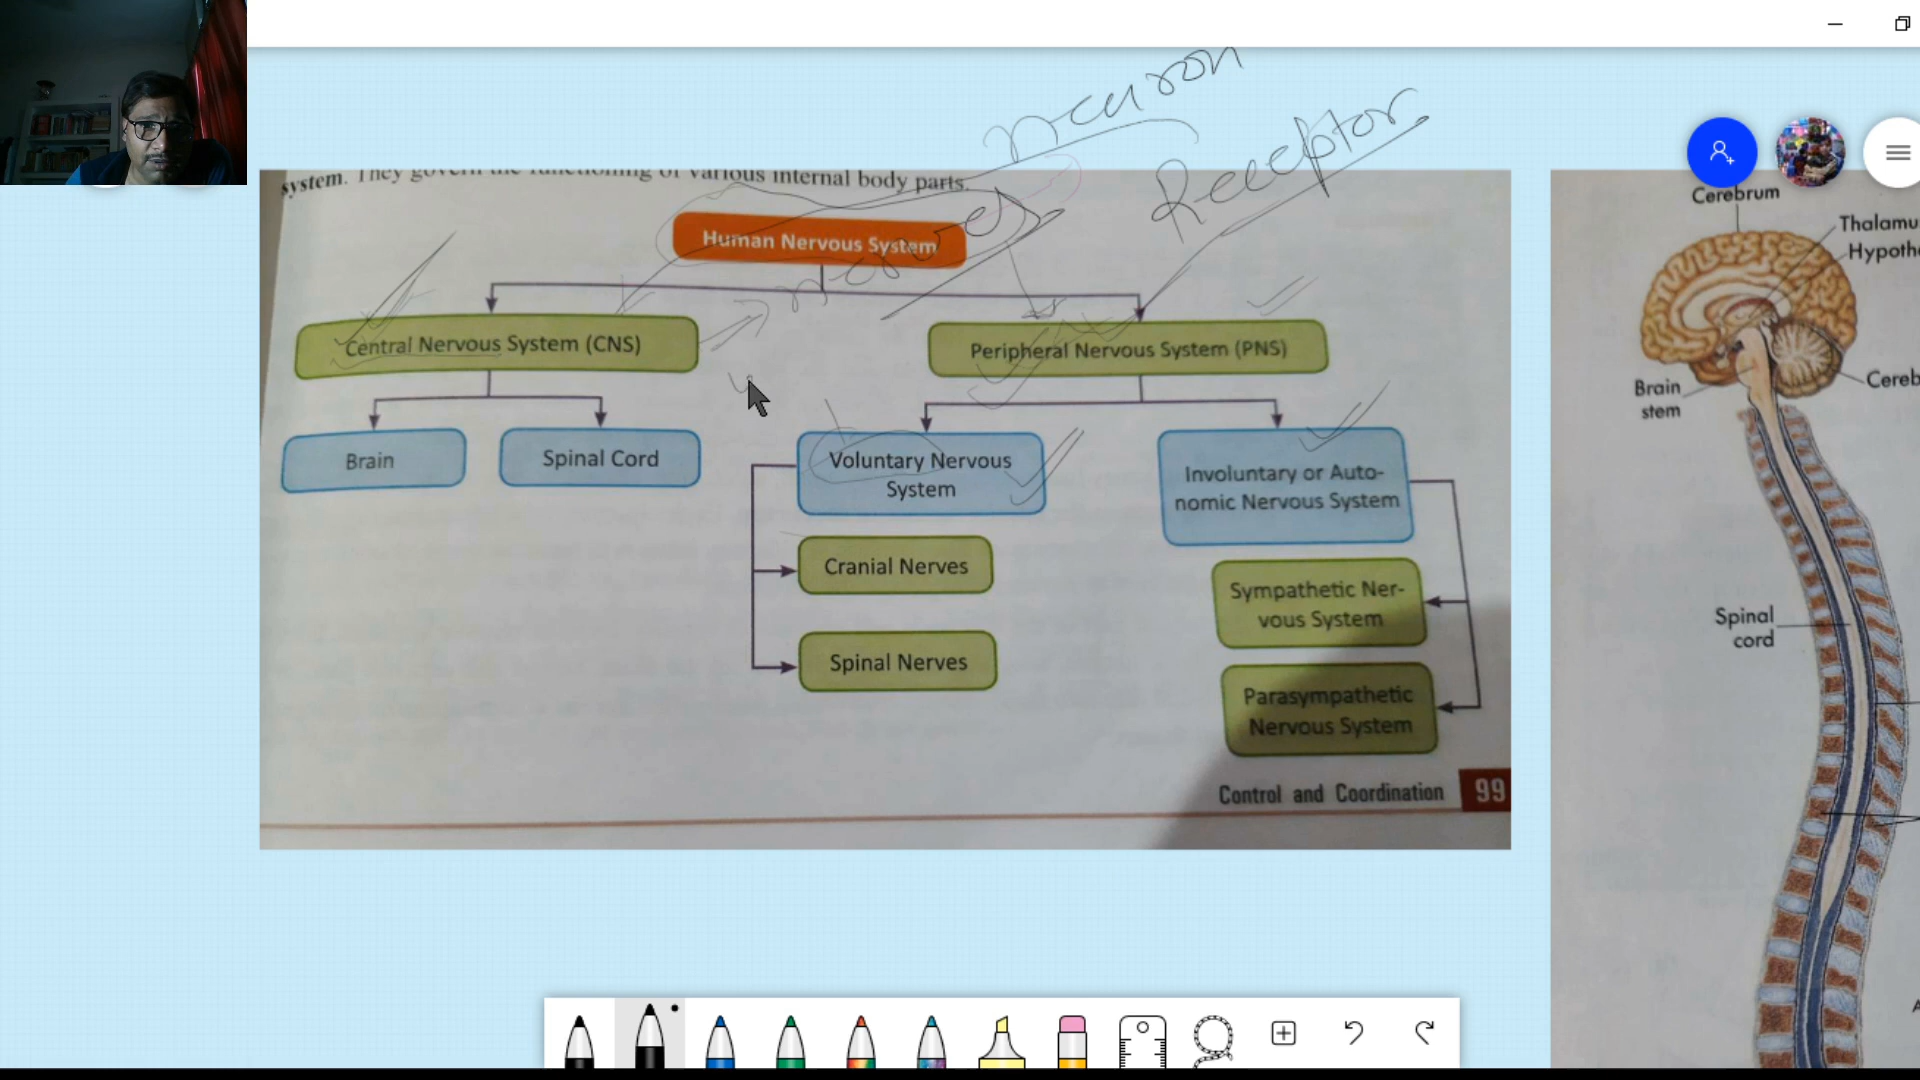 neuron
Receptor
nerves
system. They govern the functioning of various internal body parts.
Human Nervous System
Central Nervous System (CNS)
Peripheral Nervous System (PNS)
Brain
Spinal Cord
Voluntary Nervous
System
Involuntary or Auto-
nomic Nervous System
Cranial Nerves
Sympathetic Ner-
vous System
Spinal Nerves
Parasympathetic
Nervous System
Control and Coordination 99
Cerebrum
Thalamu
Hypoth
Brain
stem
Cereb
Spinal
cord